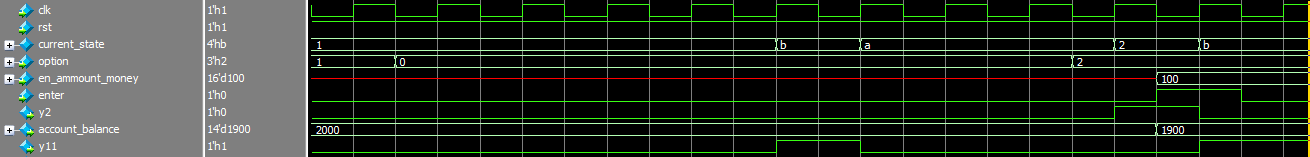 clk 1'h1
rst 1'h1
current_state 4'hb 1 b a 2 b
option 3'h2 1 0 2
en_ammount_money 16'd100 100
enter 1'h0
y2 1'h0
account_balance 14'd1900 2000 1900
y11 1'h1